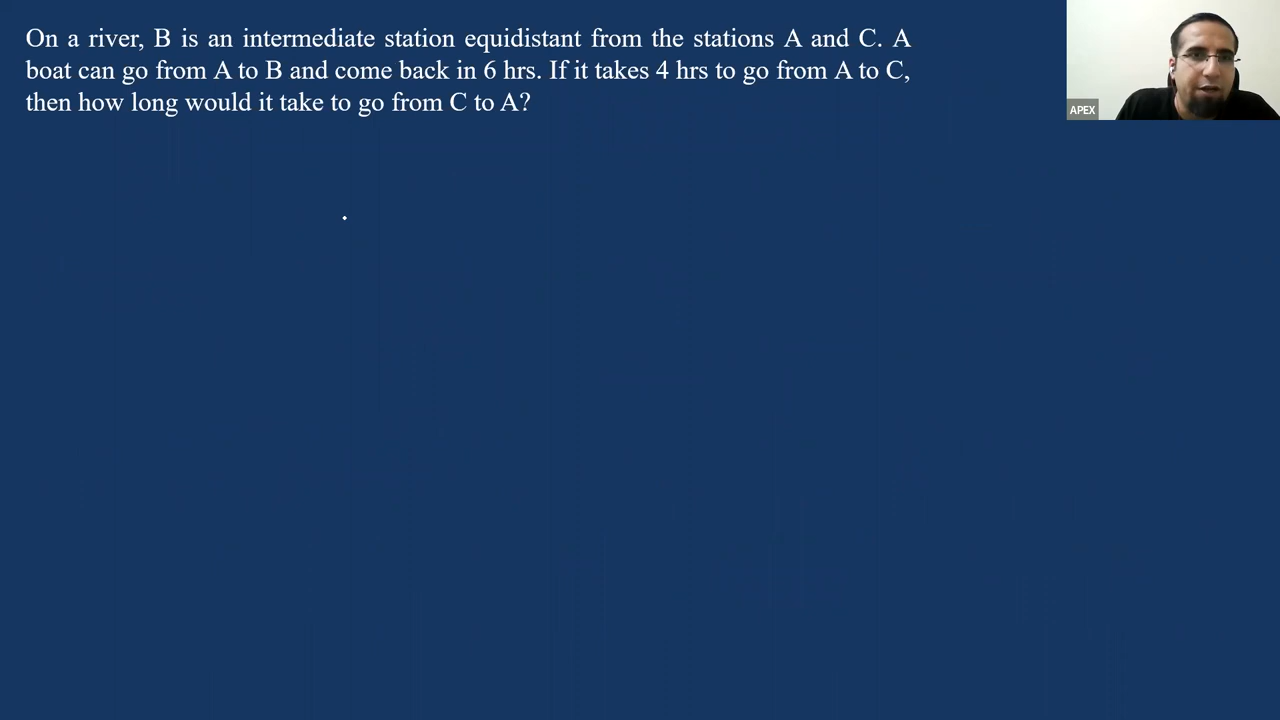 On a river, B is an intermediate station equidistant from the stations A and C. A
boat can go from A to B and come back in 6 hrs. If it takes 4 hrs to go from A to C,
then how long would it take to go from C to A?
APEX